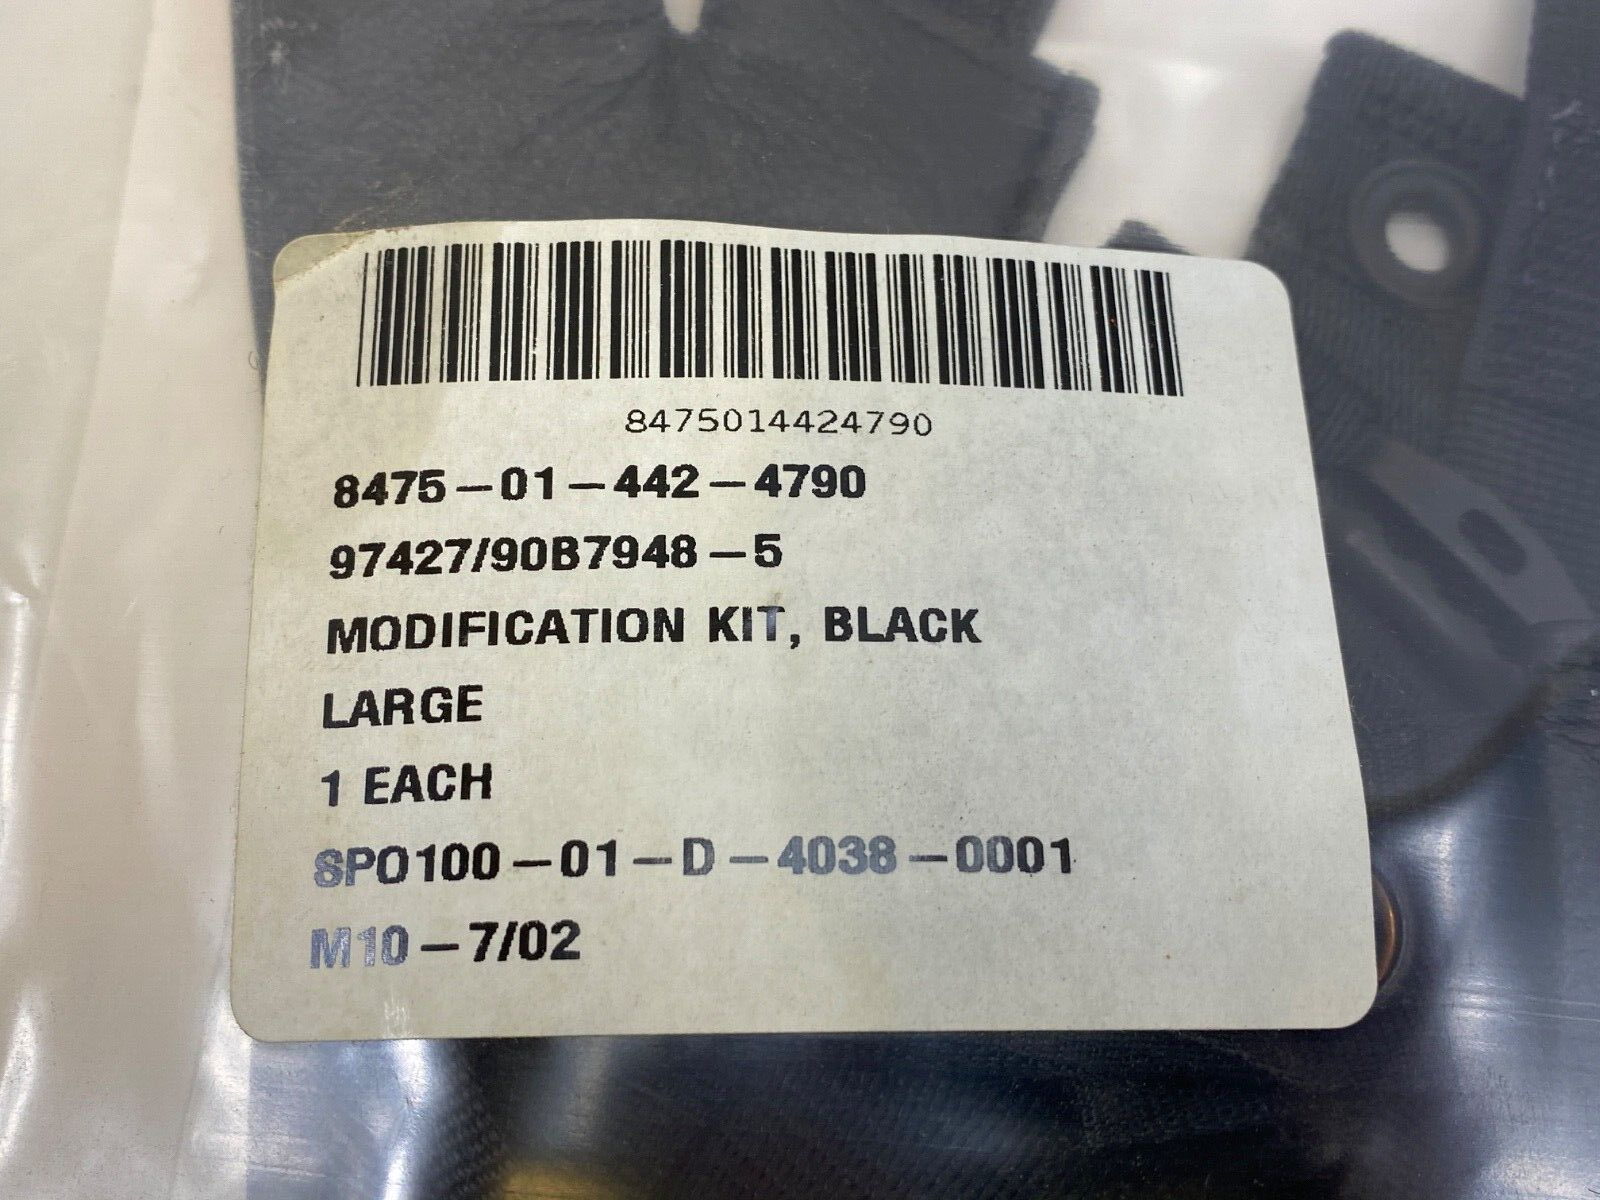 8475014424790
8475-01-442-4790
97427/90B7948-5
MODIFICATION KIT, BLACK
LARGE
1 EACH
SPO100-01-D-4038-0001
M10-7/02